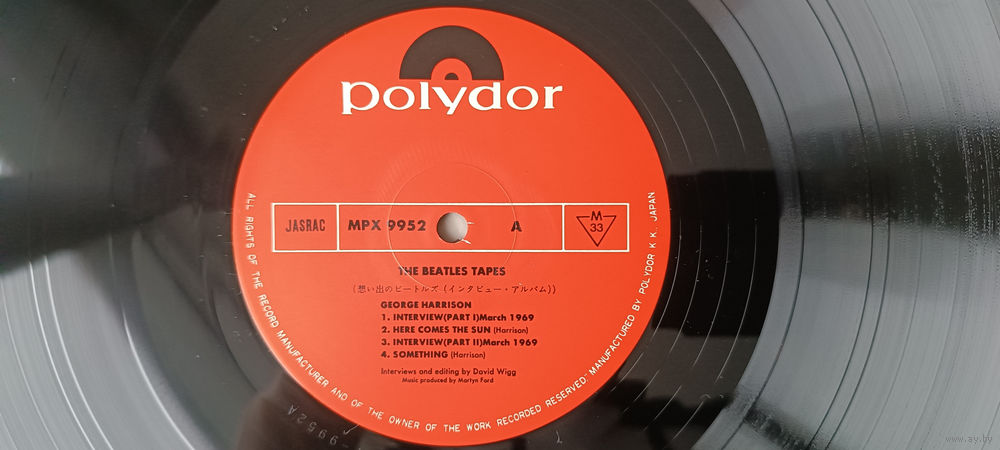 polydor
JASRAC
MPX 9952
A
M
33
THE BEATLES TAPES
(想い出のビートルズ(インタビュー・アルバム))
GEORGE HARRISON
1. INTERVIEW(PART I)March 1969
2. HERE COMES THE SUN (Harrison)
3. INTERVIEW(PART II)March 1969
4. SOMETHING (Harrison)
Interviews and editing by David Wigg
Music produced by Martyn Ford
ALL RIGHTS OF THE RECORD MANUFACTURER AND OF THE OWNER OF THE WORK RECORDED RESERVED· MANUFACTURED BY POLYDOR K.K., JAPAN
www.ay.by